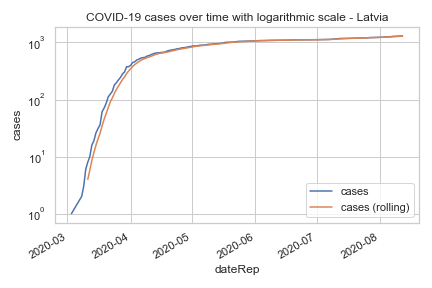 COVID-19 cases over time with logarithmic scale - Latvia
10³
10²
10¹
10⁰
cases
cases
cases (rolling)
2020-03
2020-04
2020-05
2020-06
2020-07
2020-08
dateRep